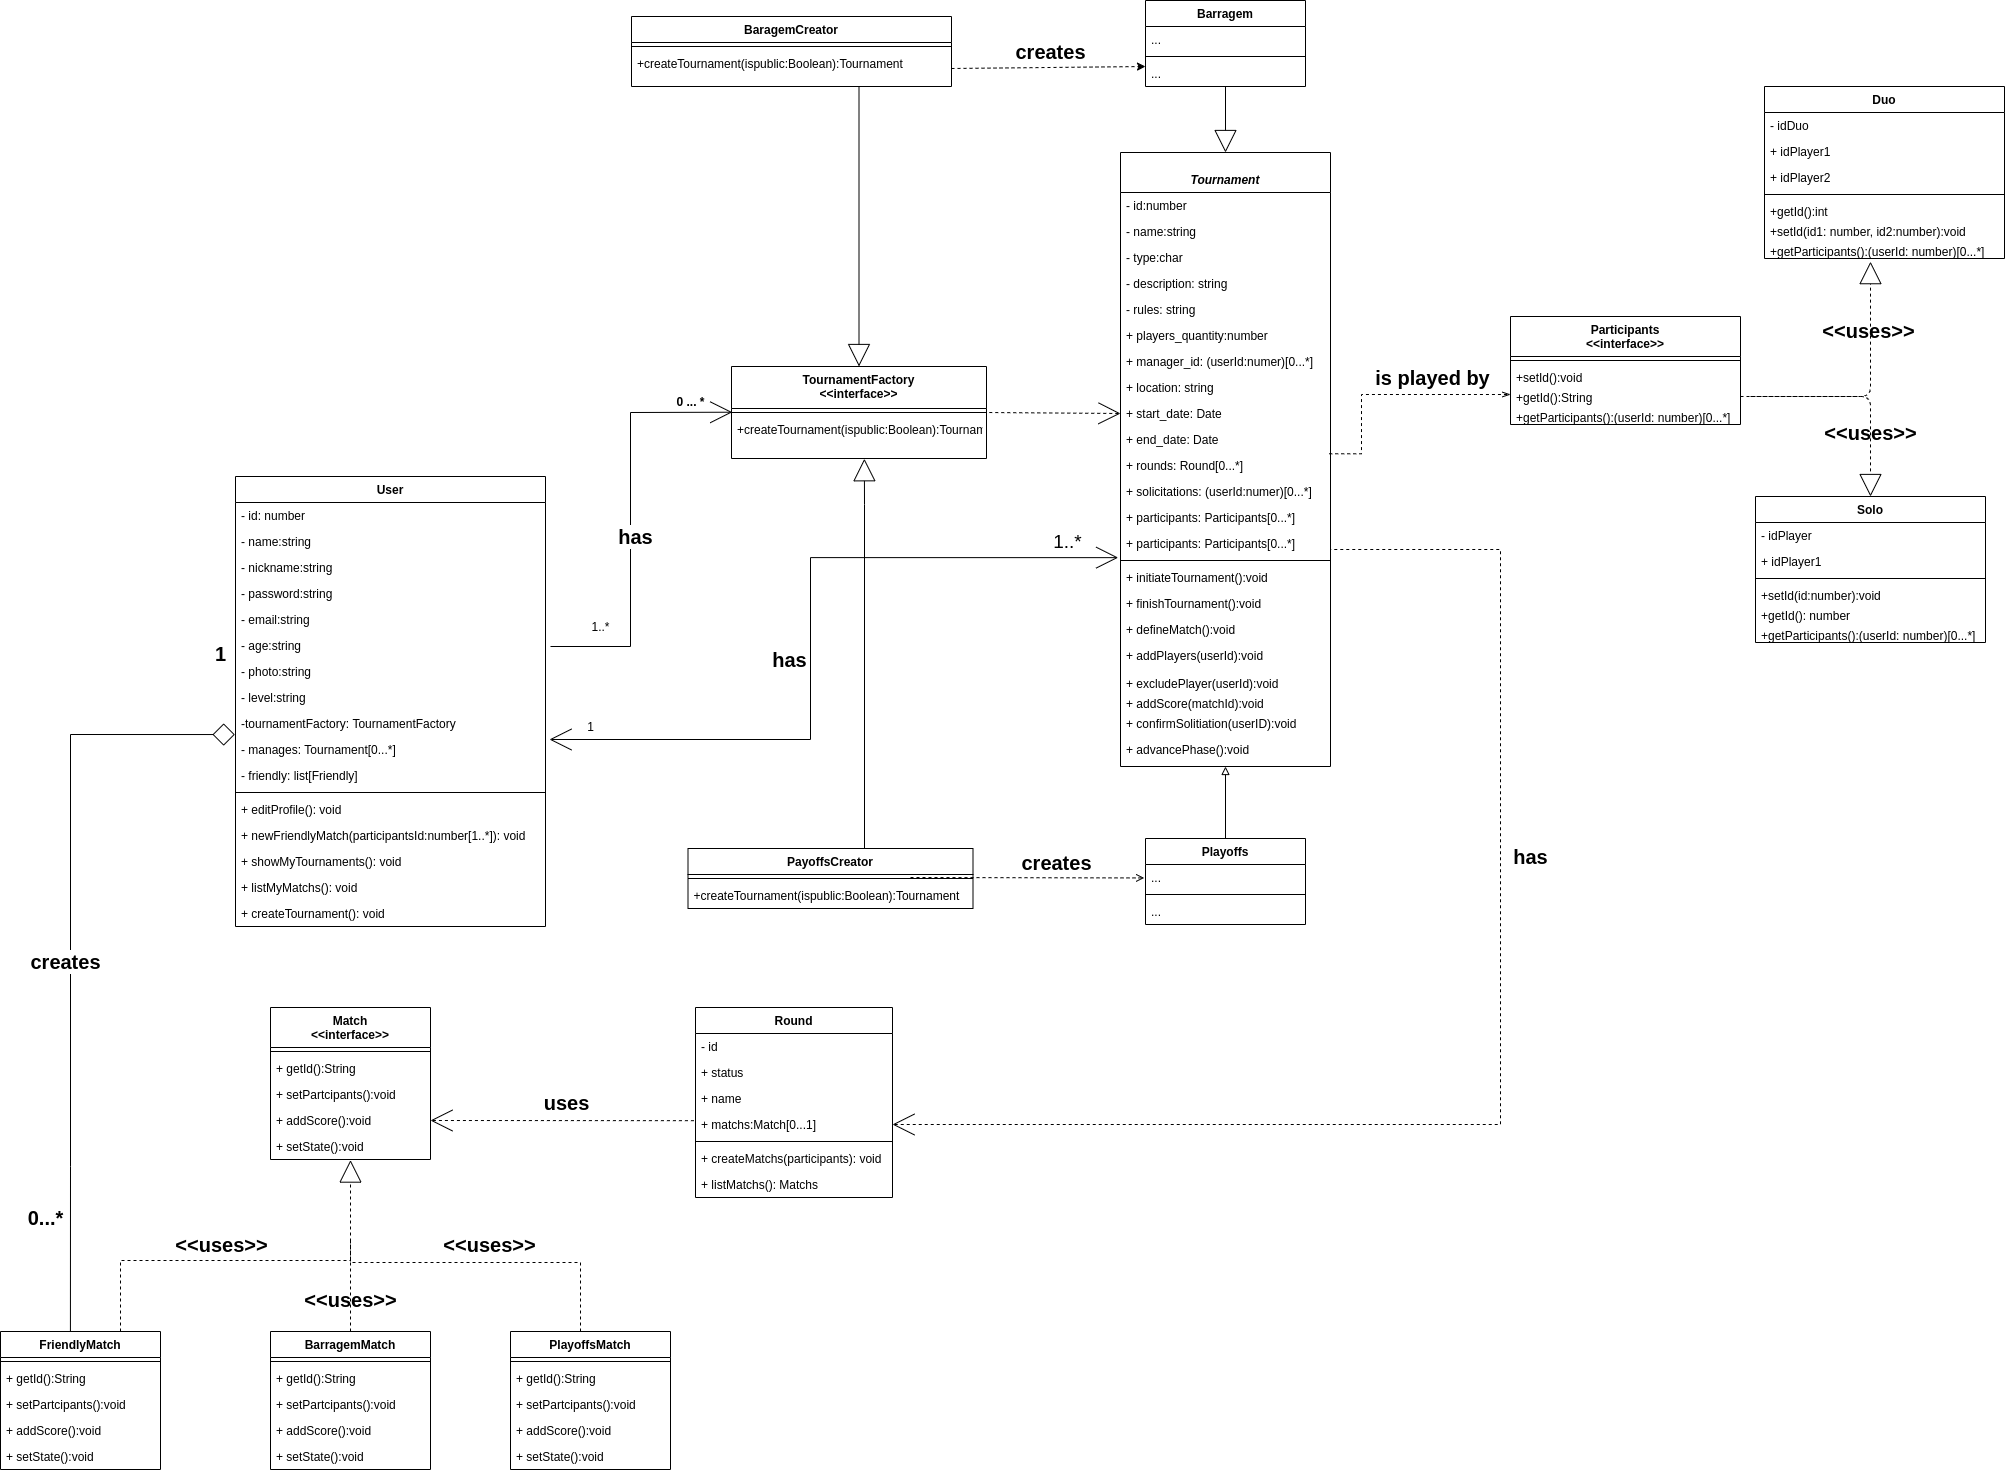 BaragemCreator
+createTournament(ispublic:Boolean):Tournament
creates
Barragem
...
...
Duo
- idDuo
+ idPlayer1
+ idPlayer2
+getId():int
+setId(id1: number, id2:number):void
+getParticipants():(userId: number)[0...*]
Tournament
- id:number
- name:string
- type:char
- description: string
- rules: string
+ players_quantity:number
+ manager_id: (userId:numer)[0...*]
+ location: string
+ start_date: Date
+ end_date: Date
+ rounds: Round[0...*]
+ solicitations: (userId:numer)[0...*]
+ participants: Participants[0...*]
+ participants: Participants[0...*]
+ initiateTournament():void
+ finishTournament():void
+ defineMatch():void
+ addPlayers(userId):void
+ excludePlayer(userId):void
+ addScore(matchId):void
+ confirmSolitiation(userID):void
+ advancePhase():void
is played by
Participants
<<interface>>
+setId():void
+getId():String
+getParticipants():(userId: number)[0...*]
<<uses>>
<<uses>>
Solo
- idPlayer
+ idPlayer1
+setId(id:number):void
+getId(): number
+getParticipants():(userId: number)[0...*]
TournamentFactory
<<interface>>
+createTournament(ispublic:Boolean):Tournam
0 ... *
has
1..*
1..*
has
1
User
- id: number
- name:string
- nickname:string
- password:string
- email:string
- age:string
- photo:string
- level:string
-tournamentFactory: TournamentFactory
- manages: Tournament[0...*]
- friendly: list[Friendly]
+ editProfile(): void
+ newFriendlyMatch(participantsId:number[1..*]): void
+ showMyTournaments(): void
+ listMyMatchs(): void
+ createTournament(): void
1
creates
0...*
PayoffsCreator
+createTournament(ispublic:Boolean):Tournament
creates
Playoffs
...
...
has
Match
<<interface>>
+ getId():String
+ setPartcipants():void
+ addScore():void
+ setState():void
uses
Round
- id
+ status
+ name
+ matchs:Match[0...1]
+ createMatchs(participants): void
+ listMatchs(): Matchs
<<uses>>
<<uses>>
<<uses>>
FriendlyMatch
+ getId():String
+ setPartcipants():void
+ addScore():void
+ setState():void
BarragemMatch
+ getId():String
+ setPartcipants():void
+ addScore():void
+ setState():void
PlayoffsMatch
+ getId():String
+ setPartcipants():void
+ addScore():void
+ setState():void